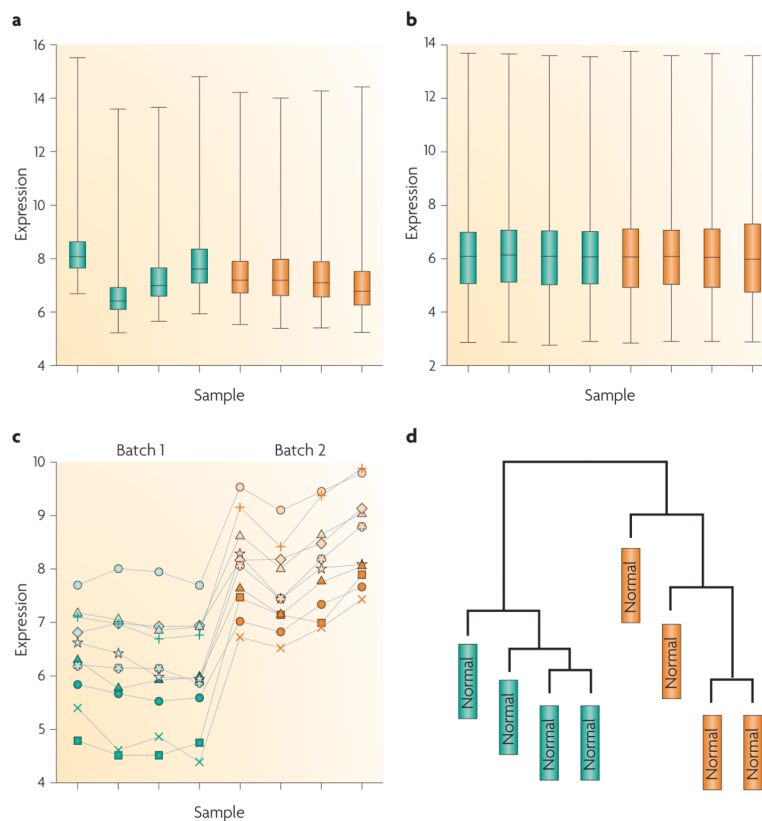 a
16
14
12
10
8
6
4
Expression
Sample
b
14
12
10
8
6
4
2
Expression
Sample
c
Batch 1
Batch 2
10
9
8
7
6
5
4
Expression
Sample
d
Normal
Normal
Normal
Normal
Normal
Normal
Normal
Normal